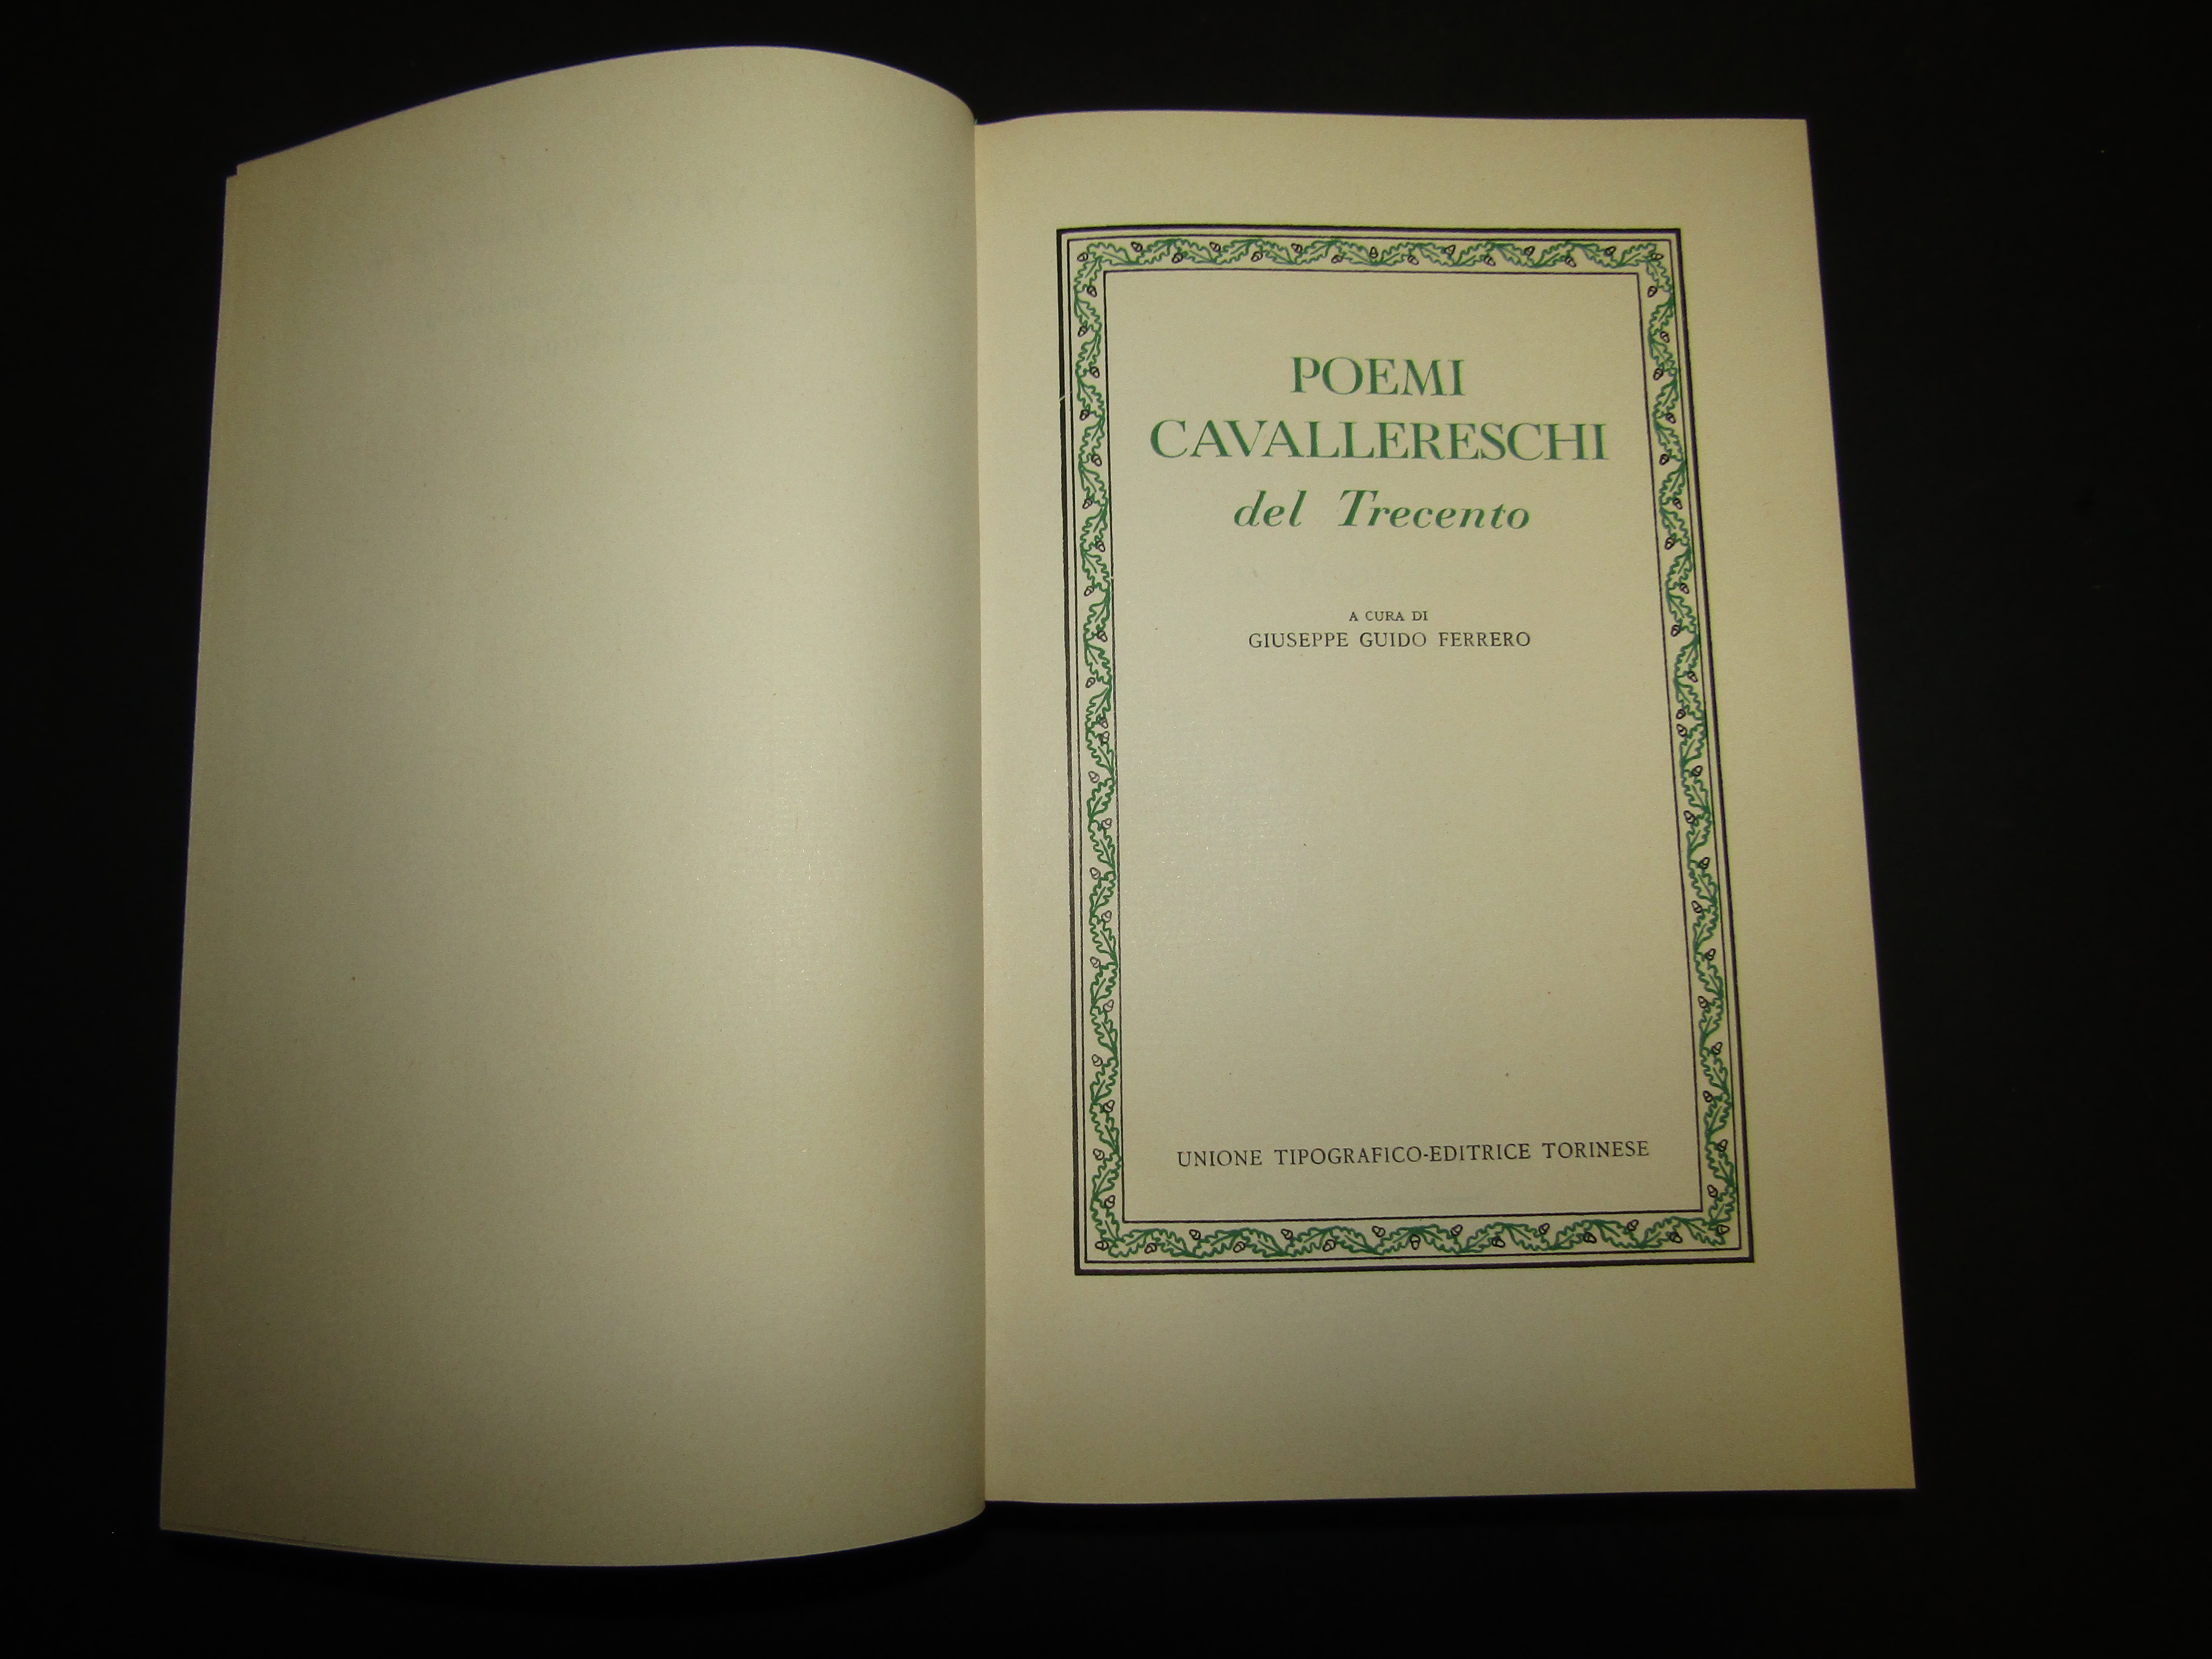 POEMI
CAVALLERESCHI
del Trecento
A CURA DI
GIUSEPPE GUIDO FERRERO
UNIONE TIPOGRAFICO-EDITRICE TORINESE